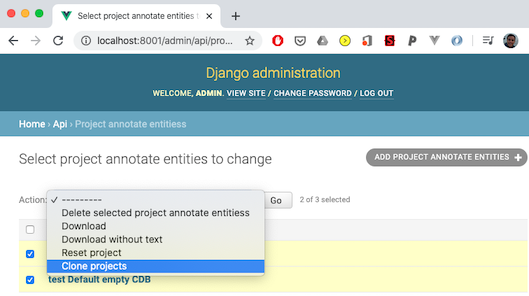 Select project annotate entities to
localhost:8001/admin/api/pro...
Django administration
WELCOME, ADMIN. VIEW SITE / CHANGE PASSWORD / LOG OUT
Home › Api › Project annotate entitiess
Select project annotate entities to change
ADD PROJECT ANNOTATE ENTITIES +
Action: ✓ ---------
Go
2 of 3 selected
Delete selected project annotate entitiess
Download
Download without text
Reset project
Clone projects
test Default empty CDB